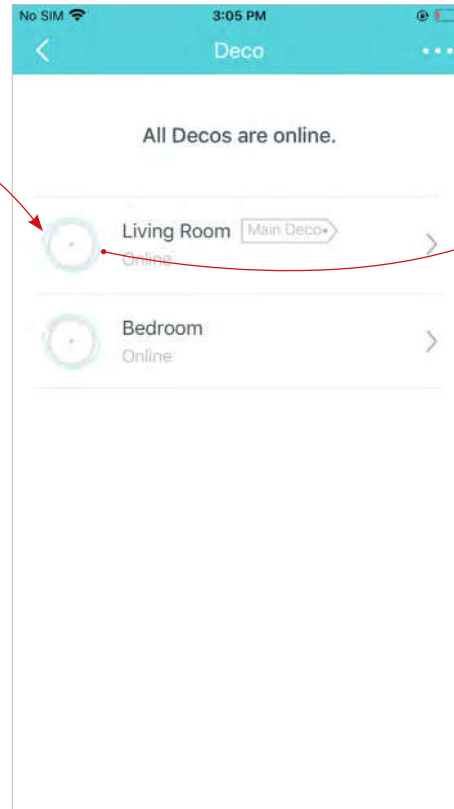 No SIM 3:05 PM
Deco
All Decos are online.
Living Room Main Deco
Online
Bedroom
Online